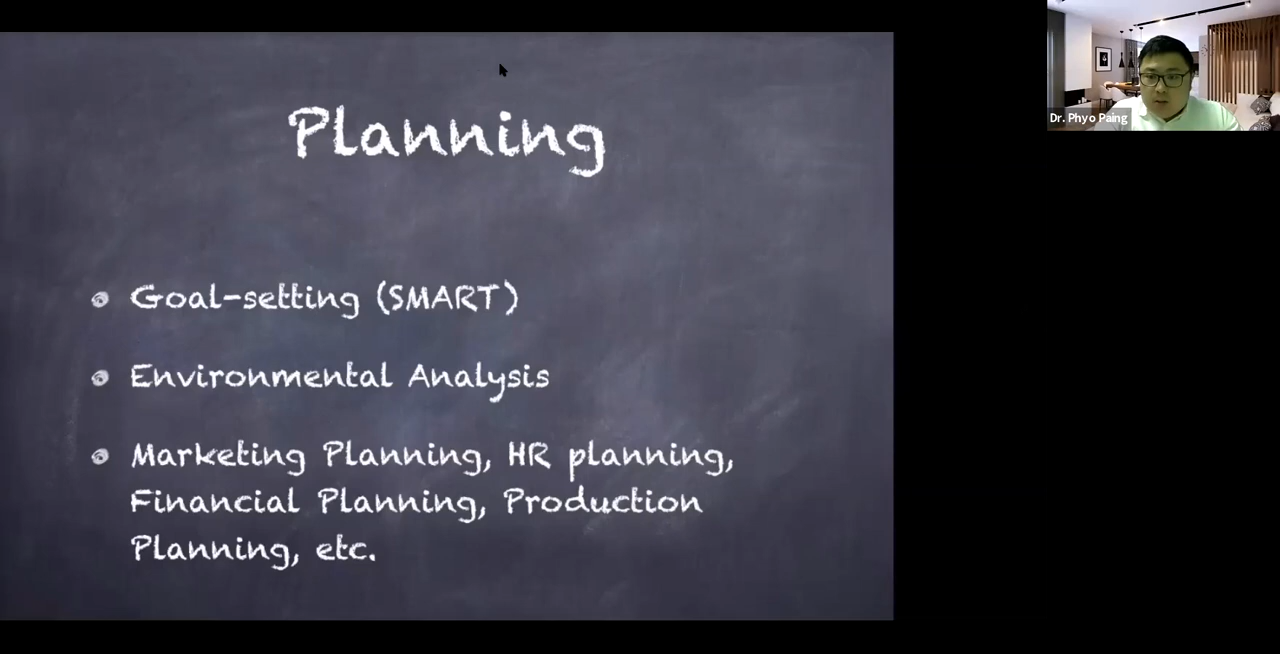 Planning
Goal-setting (SMART)
Environmental Analysis
Marketing Planning, HR planning,
Financial Planning, Production
Planning, etc.
Dr. Phyo Paing